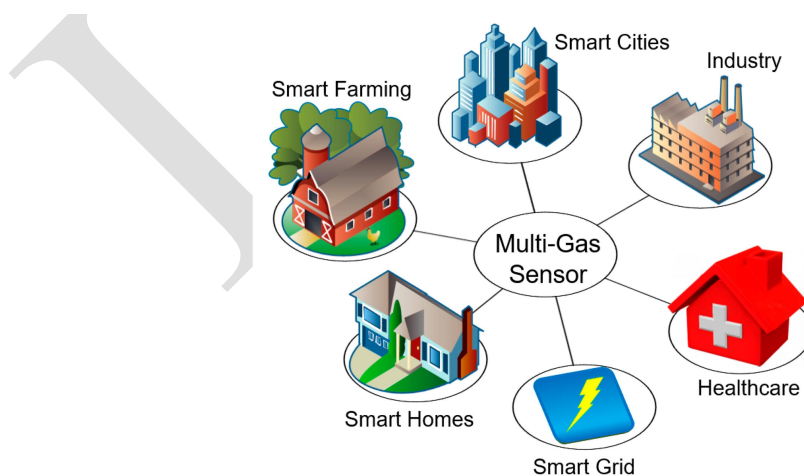 Smart Cities
Industry
Smart Farming
Multi-Gas
Sensor
Smart Homes
Healthcare
Smart Grid